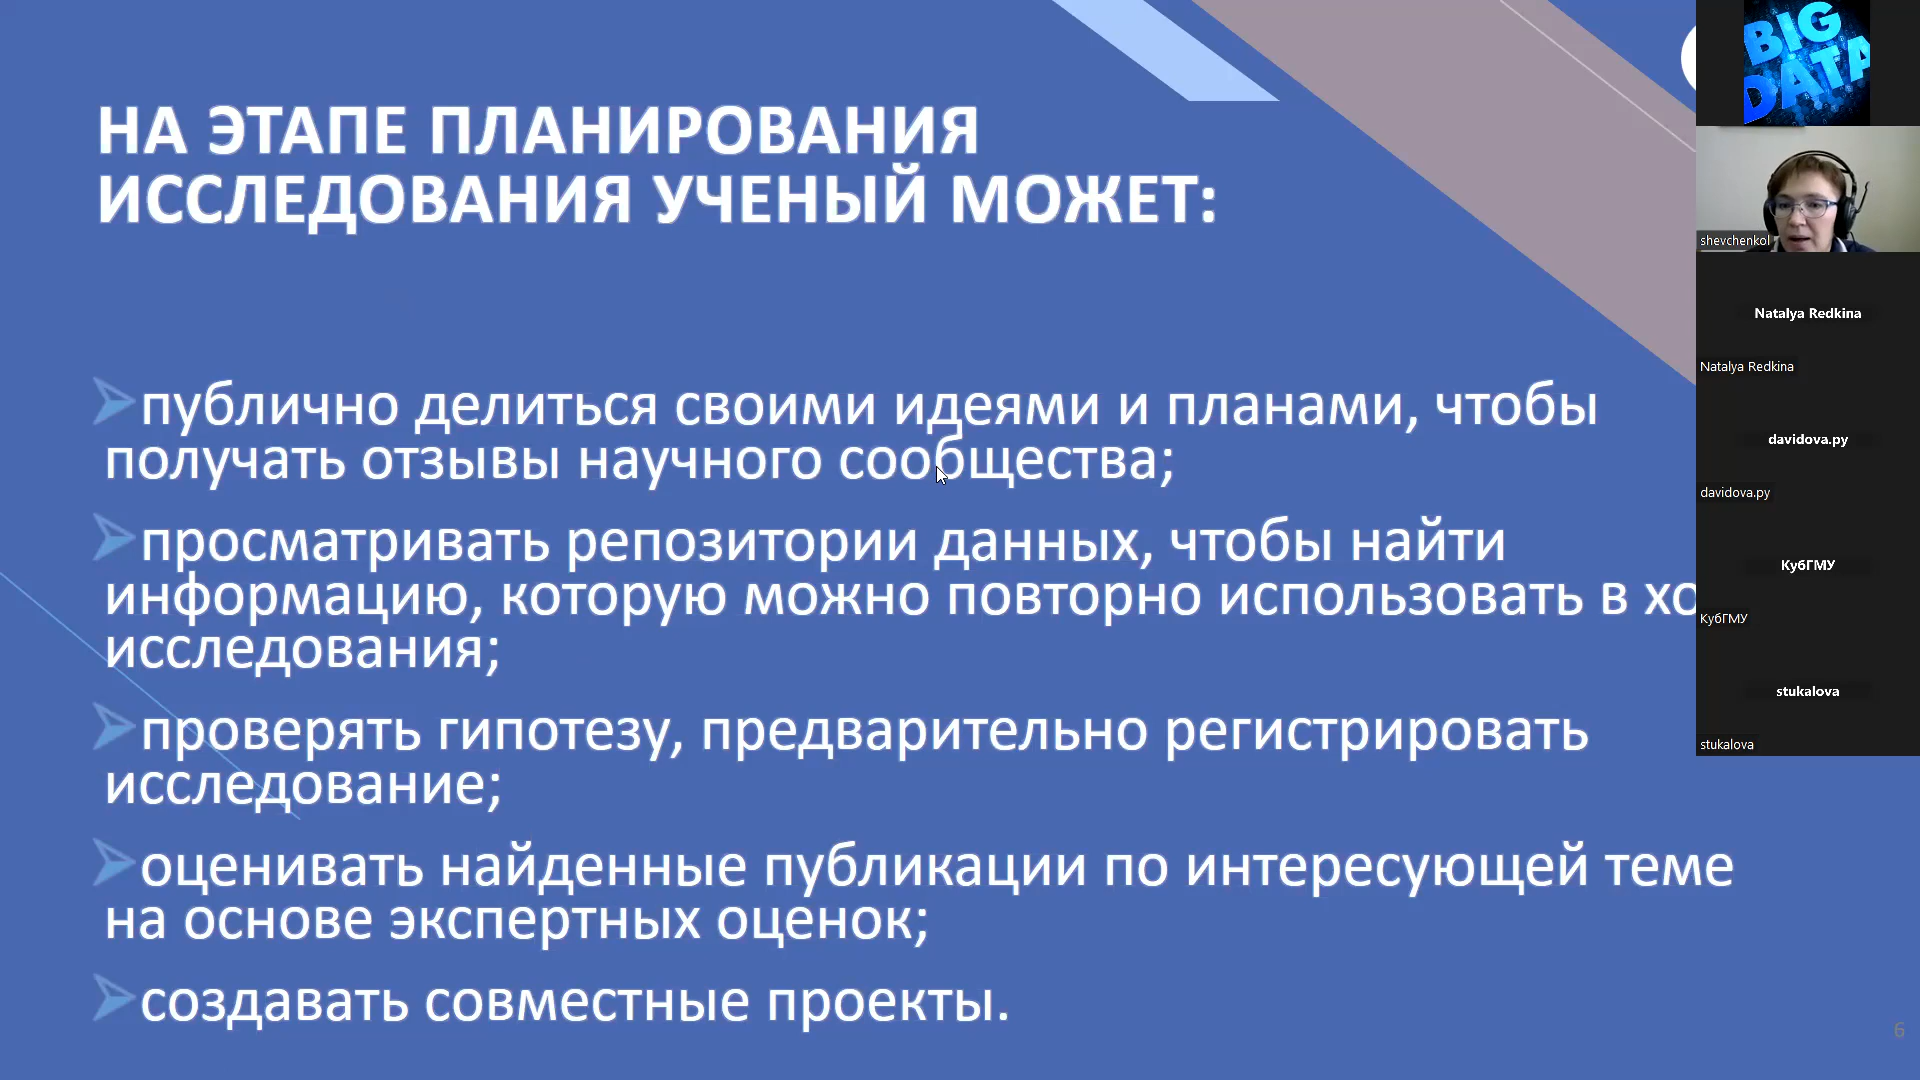 НА ЭТАПЕ ПЛАНИРОВАНИЯ
ИССЛЕДОВАНИЯ УЧЕНЫЙ МОЖЕТ:
публично делиться своими идеями и планами, чтобы
получать отзывы научного сообщества;
просматривать репозитории данных, чтобы найти
информацию, которую можно повторно использовать в
исследования;
проверять гипотезу, предварительно регистрировать
исследование;
оценивать найденные публикации по интересующей теме
на основе экспертных оценок;
создавать совместные проекты.
6
BIG
DATA
shevchenkol
Natalya Redkina
Natalya Redkina
davidova.py
davidova.py
КубГМУ
КубГМУ
stukalova
stukalova